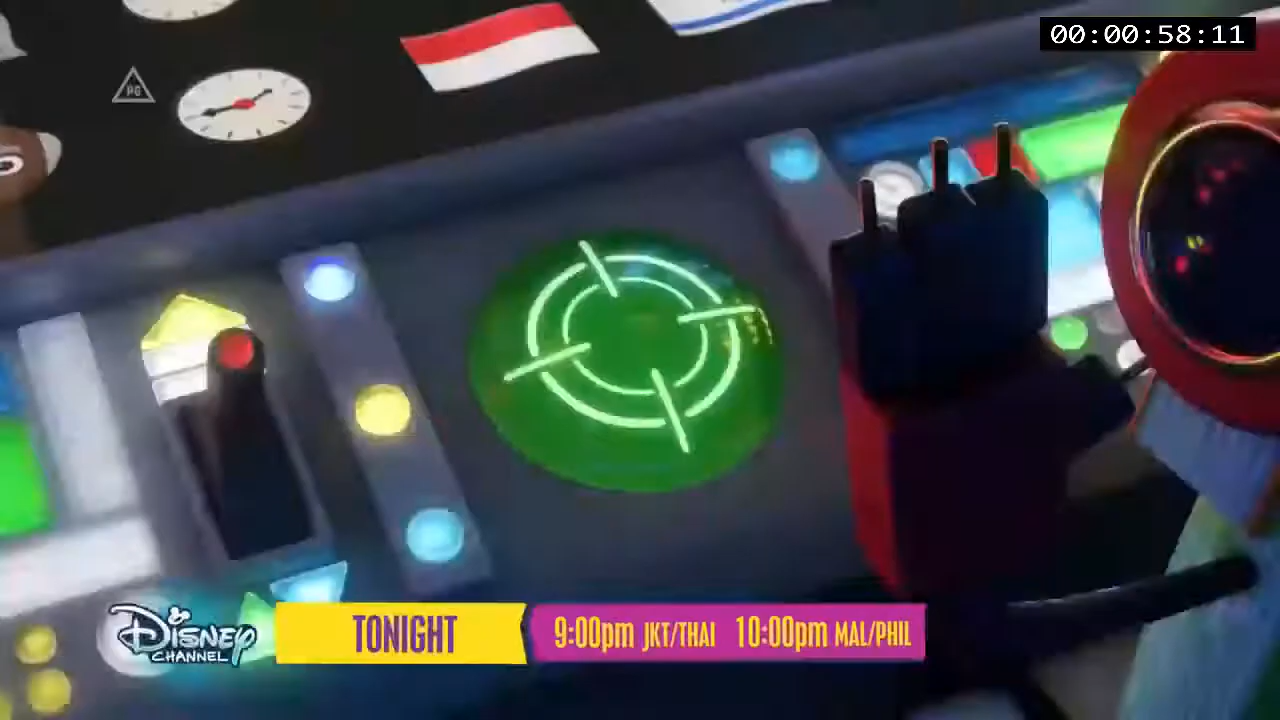 00:00:58:11
PG
TONIGHT
9:00pm JKT/THAI 10:00pm MAL/PHIL
Disney
CHANNEL